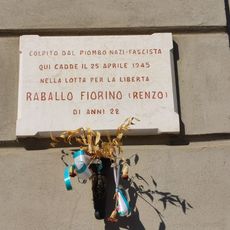 COLPITO DAL PIOMBO NAZI-FASCISTA
QUI CADDE IL 25 APRILE 1945
NELLA LOTTA PER LA LIBERTA
RABALLO FIORINO (RENZO)
DI ANNI 28